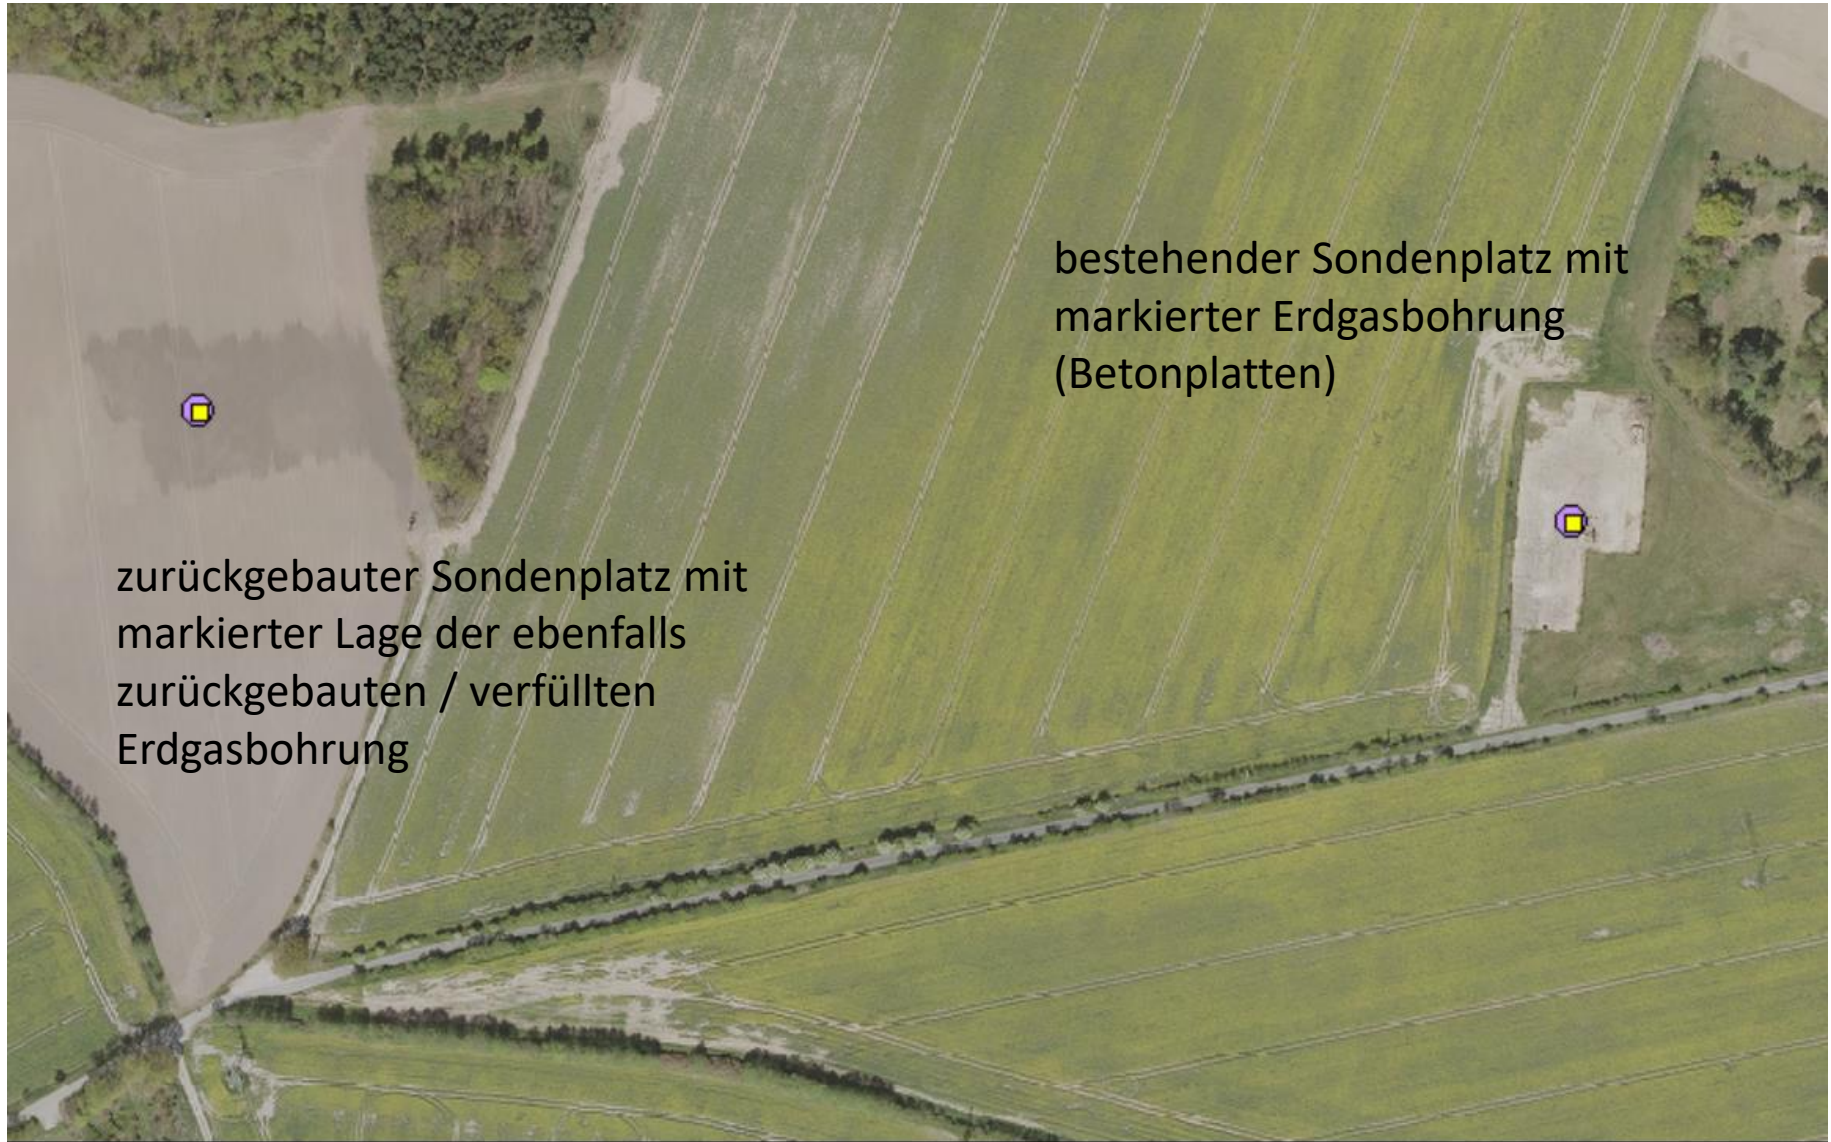 bestehender Sondenplatz mit
markierter Erdgasbohrung
(Betonplatten)
zurückgebauter Sondenplatz mit
markierter Lage der ebenfalls
zurückgebauten / verfüllten
Erdgasbohrung